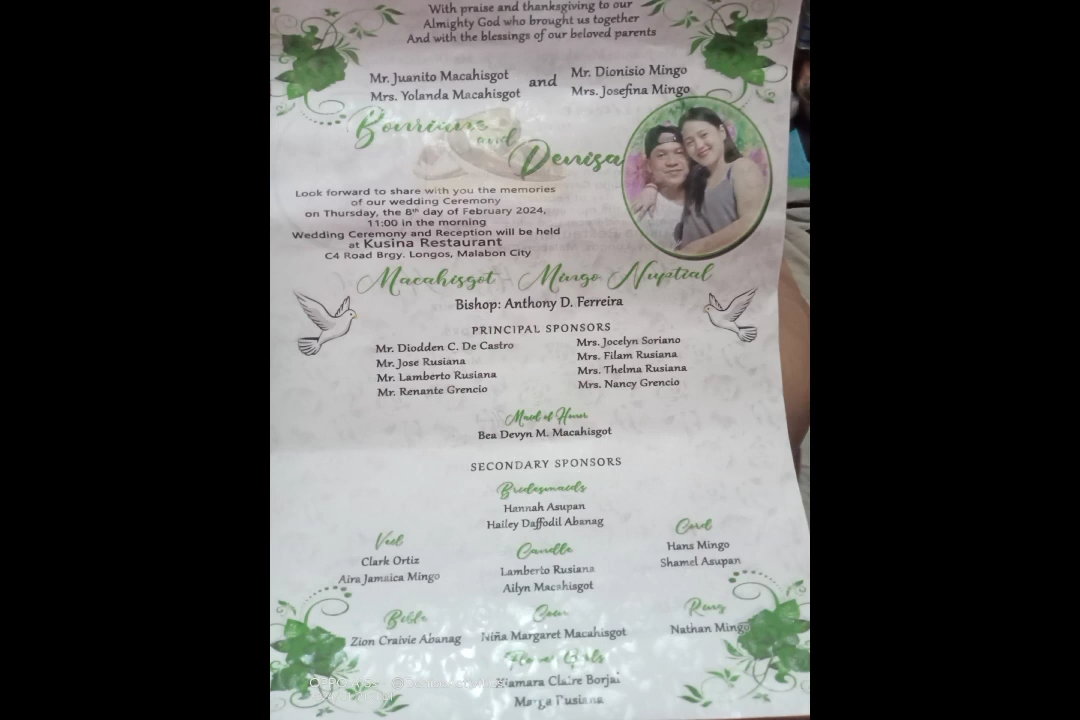 With praise and thanksgiving to our
Almighty God who brought us together
And with the blessings of our beloved parents
Mr. Juanito Macahisgot
Mrs. Yolanda Macahisgot
and
Mr. Dionisio Mingo
Mrs. Josefina Mingo
and
Denisa
Look forward to share with you the memories
of our wedding Ceremony
on Thursday, the 8th day of February 2024,
11:00 in the morning
Wedding Ceremony and Reception will be held
at Kusina Restaurant
C4 Road Brgy. Longos, Malabon City
Macahisgot - Mingo Nuptial
Bishop: Anthony D. Ferreira
PRINCIPAL SPONSORS
Mr. Diodden C. De Castro
Mr. Jose Rusiana
Mr. Lamberto Rusiana
Mr. Renante Grencio
Mrs. Jocelyn Soriano
Mrs. Filam Rusiana
Mrs. Thelma Rusiana
Mrs. Nancy Grencio
Maid of Honor
Bea Devyn M. Macahisgot
SECONDARY SPONSORS
Bridesmaids
Hannah Asupan
Hailey Daffodil Abanag
Veil
Clark Ortiz
Aira Jamaica Mingo
Candle
Lamberto Rusiana
Ailyn Macahisgot
Cord
Hans Mingo
Shamel Asupan
Bible
Zion Craivie Abanag
Coin
Niña Margaret Macahisgot
Ring
Nathan Mingo
Flower Girls
Claire Borjal
Rusiana